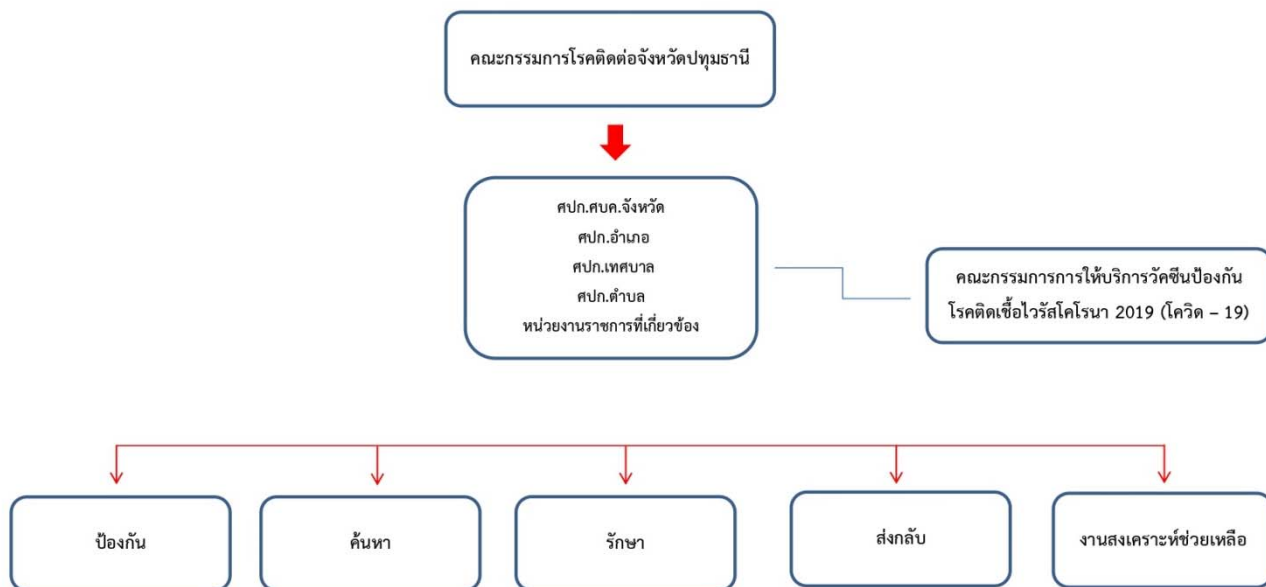 คณะกรรมการโรคติดต่อจังหวัดปทุมธานี
ศปก.ศบค.จังหวัด
ศปก.อำเภอ
ศปก.เทศบาล
ศปก.ตำบล
หน่วยงานราชการที่เกี่ยวข้อง
คณะกรรมการการให้บริการวัคซีนป้องกัน
โรคติดเชื้อไวรัสโคโรนา 2019 (โควิด – 19)
ป้องกัน
ค้นหา
รักษา
ส่งกลับ
งานสงเคราะห์ช่วยเหลือ